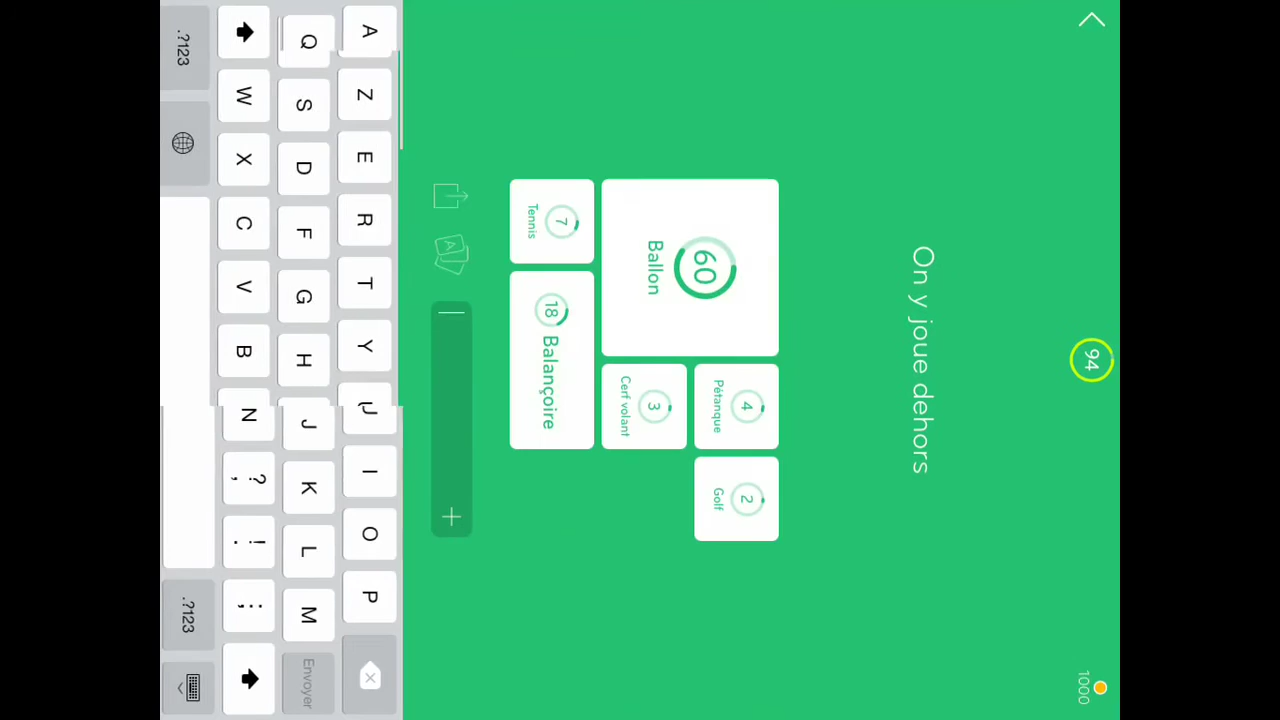 94
1000
On y joue dehors
60
Ballon
4
Pétanque
2
Golf
3
Cerf volant
7
Tennis
18 Balançoire
A
+
A Z E R T Y U I O P
Q S D F G H J K L M Envoyer
W X C V B N ? , ! . : ;
.?123 .?123